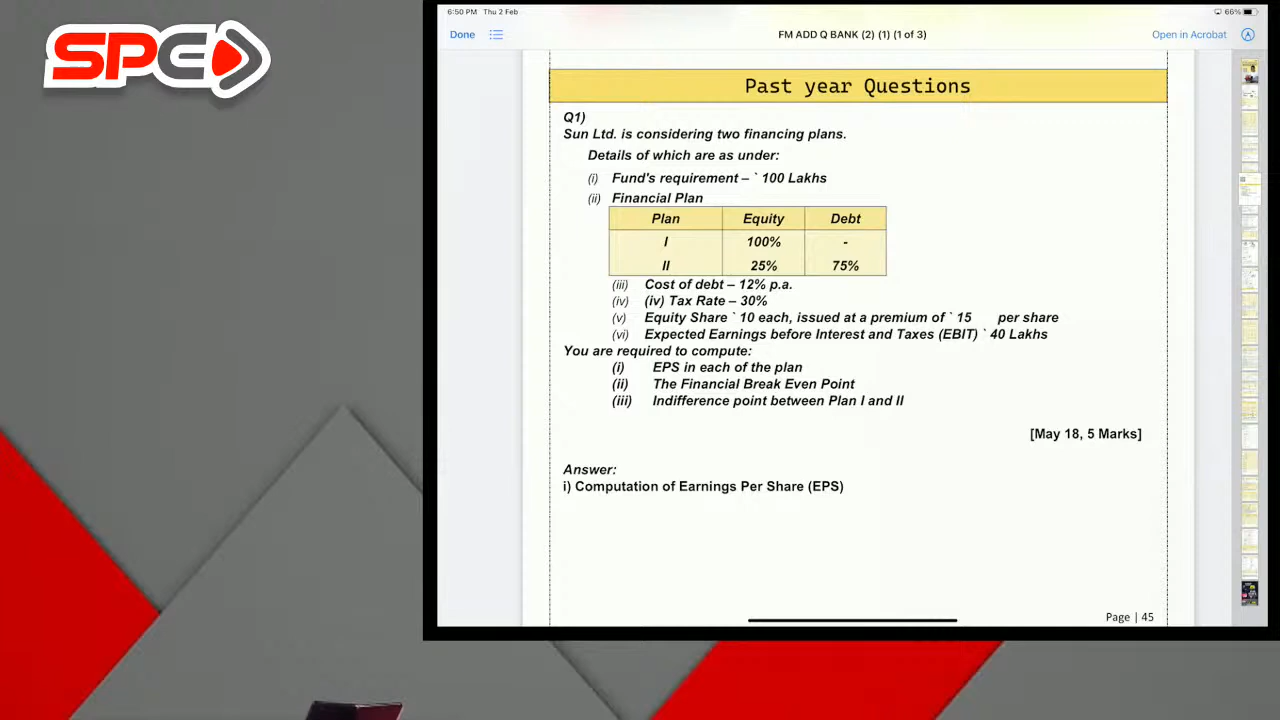 SPED
6:50 PM Thu 2 Feb
66%
Done
FM ADD Q BANK (2) (1) (1 of 3)
Open in Acrobat
Past year Questions
Q1)
Sun Ltd. is considering two financing plans.
Details of which are as under:
(i) Fund's requirement – ` 100 Lakhs
(ii) Financial Plan
Plan Equity Debt
I 100% -
II 25% 75%
(iii) Cost of debt – 12% p.a.
(iv) (iv) Tax Rate – 30%
(v) Equity Share ` 10 each, issued at a premium of ` 15 per share
(vi) Expected Earnings before Interest and Taxes (EBIT) ` 40 Lakhs
You are required to compute:
(i) EPS in each of the plan
(ii) The Financial Break Even Point
(iii) Indifference point between Plan I and II
[May 18, 5 Marks]
Answer:
i) Computation of Earnings Per Share (EPS)
Page | 45